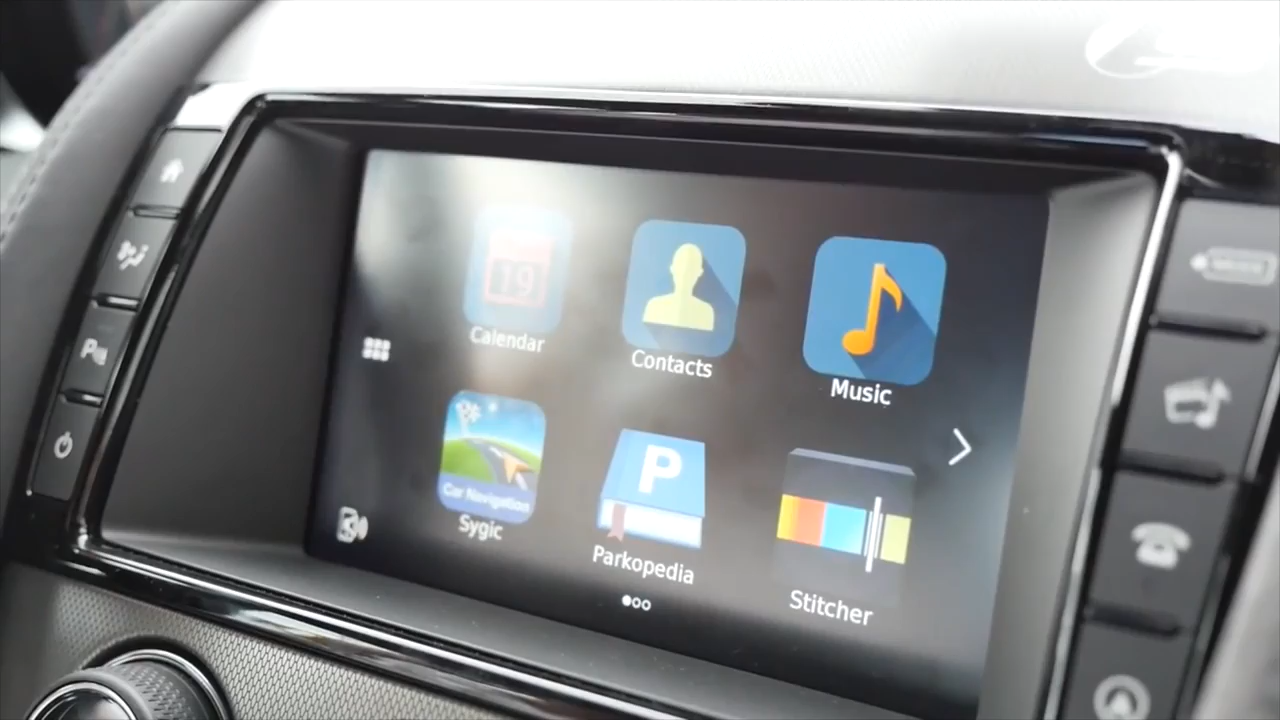 19
Calendar
Contacts
Music
Car Navigation
Sygic
P
Parkopedia
Stitcher
P